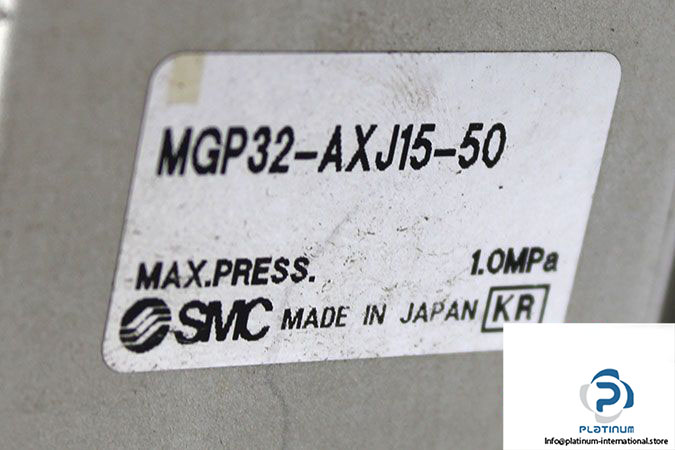 MGP32-AXJ15-50
MAX.PRESS. 1.0MPa
SMC MADE IN JAPAN KR
PLATINUM
Info@platinum-international.store